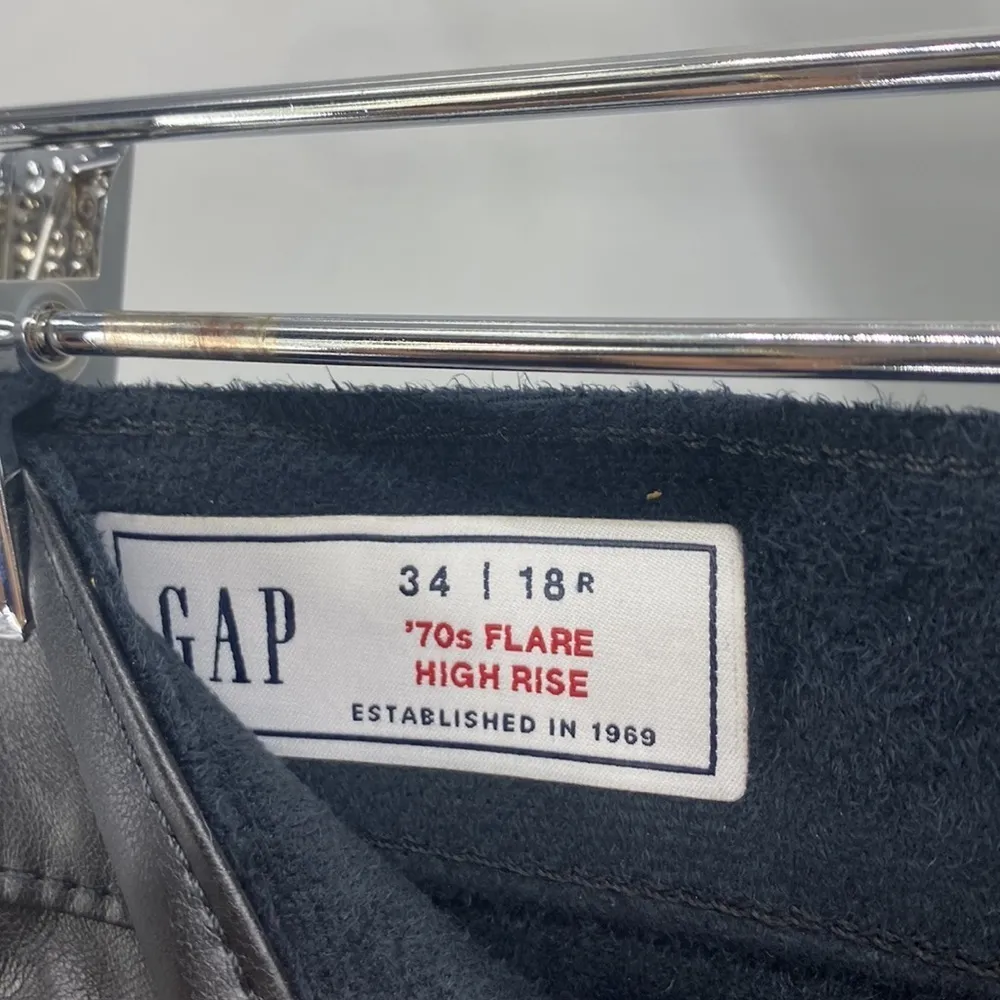 GAP
34 | 18R
'70s FLARE
HIGH RISE
ESTABLISHED IN 1969